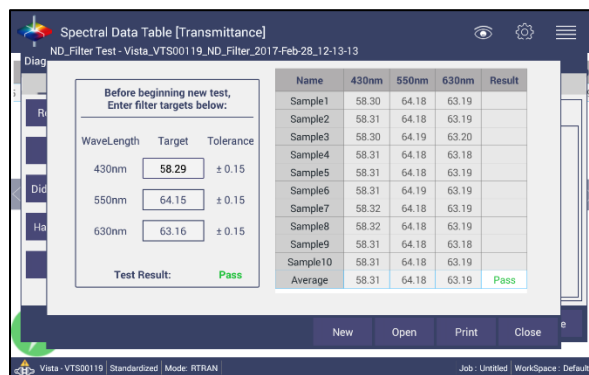 Spectral Data Table [Transmittance]
ND_Filter Test - Vista_VTS00119_ND_Filter_2017-Feb-28_12-13-13
Diag
Before beginning new test,
Enter filter targets below:
WaveLength Target Tolerance
430nm 58.29 ± 0.15
550nm 64.15 ± 0.15
630nm 63.16 ± 0.15
Test Result: Pass
Name 430nm 550nm 630nm Result
Sample1 58.30 64.18 63.19
Sample2 58.31 64.18 63.19
Sample3 58.30 64.19 63.20
Sample4 58.31 64.18 63.18
Sample5 58.31 64.18 63.19
Sample6 58.31 64.19 63.19
Sample7 58.32 64.18 63.19
Sample8 58.32 64.18 63.19
Sample9 58.31 64.18 63.18
Sample10 58.31 64.18 63.19
Average 58.31 64.18 63.19 Pass
Did
Ha
New Open Print Close
Vista - VTS00119 Standardized Mode: RTRAN Job : Untitled WorkSpace : Default